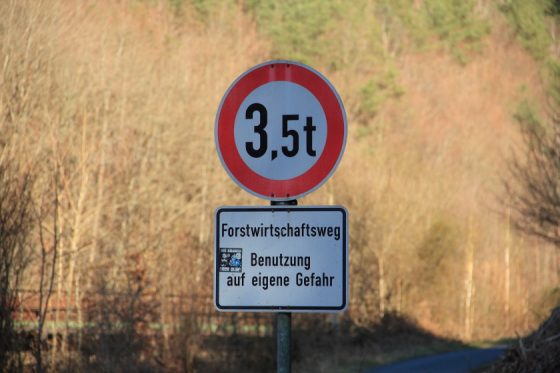 3,5t
Forstwirtschaftsweg
Benutzung
auf eigene Gefahr